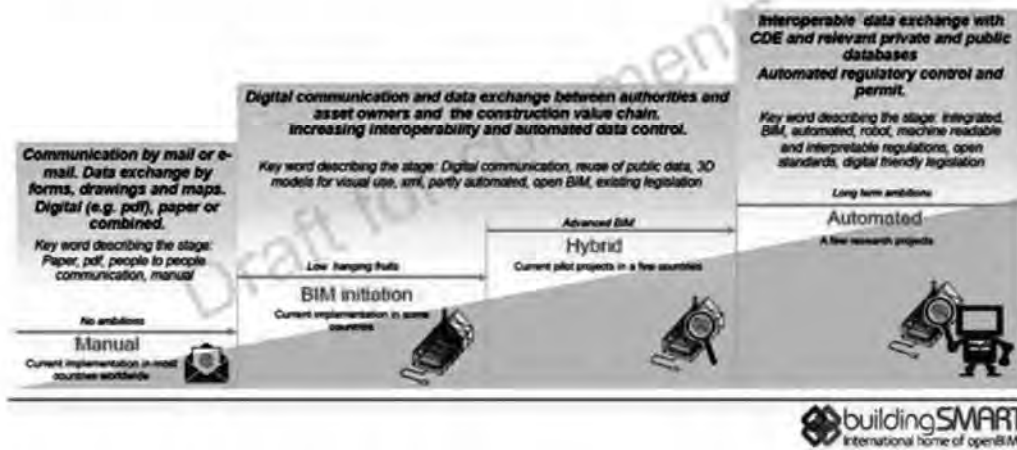 Communication by mail or e-
mail. Data exchange by
forms, drawings and maps.
Digital (e.g. pdf), paper or
combined.
Key word describing the stage:
Paper, pdf, people to people
communication, manual
No ambitions
Manual
Current implementation in most
countries worldwide
Digital communication and data exchange between authorities and
asset owners and the construction value chain.
Increasing interoperability and automated data control.
Key word describing the stage: Digital communication, reuse of public data, 3D
models for visual use, xml, partly automated, open BIM, existing legislation
Low hanging fruits
BIM initiation
Current implementation in some
countries
Advanced BIM
Hybrid
Current pilot projects in a few countries
Interoperable data exchange with
CDE and relevant private and public
databases
Automated regulatory control and
permit.
Key word describing the stage: Integrated,
BIM, automated, robot, machine readable
and interpretable regulations, open
standards, digital friendly legislation
Long term ambitions
Automated
A few research projects
Draft for
buildingSMART
International home of openBIM